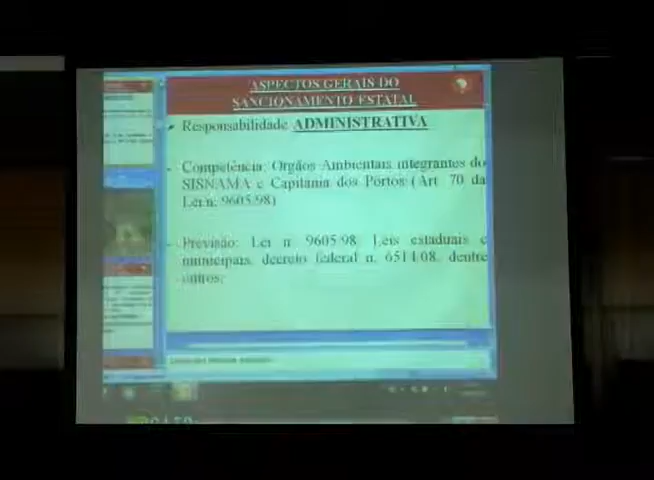 ASPECTOS GERAIS DO
SANCIONAMENTO ESTATAL
Responsabilidade ADMINISTRATIVA
- Competência: Orgãos Ambientais integrantes do
SISNAMA e Capitania dos Portos (Art. 70 da
Lei n. 9605/98)
- Previsão: Lei n. 9605/98, Leis estaduais e
municipais, decreto federal n. 6514/08, dentre
outros;